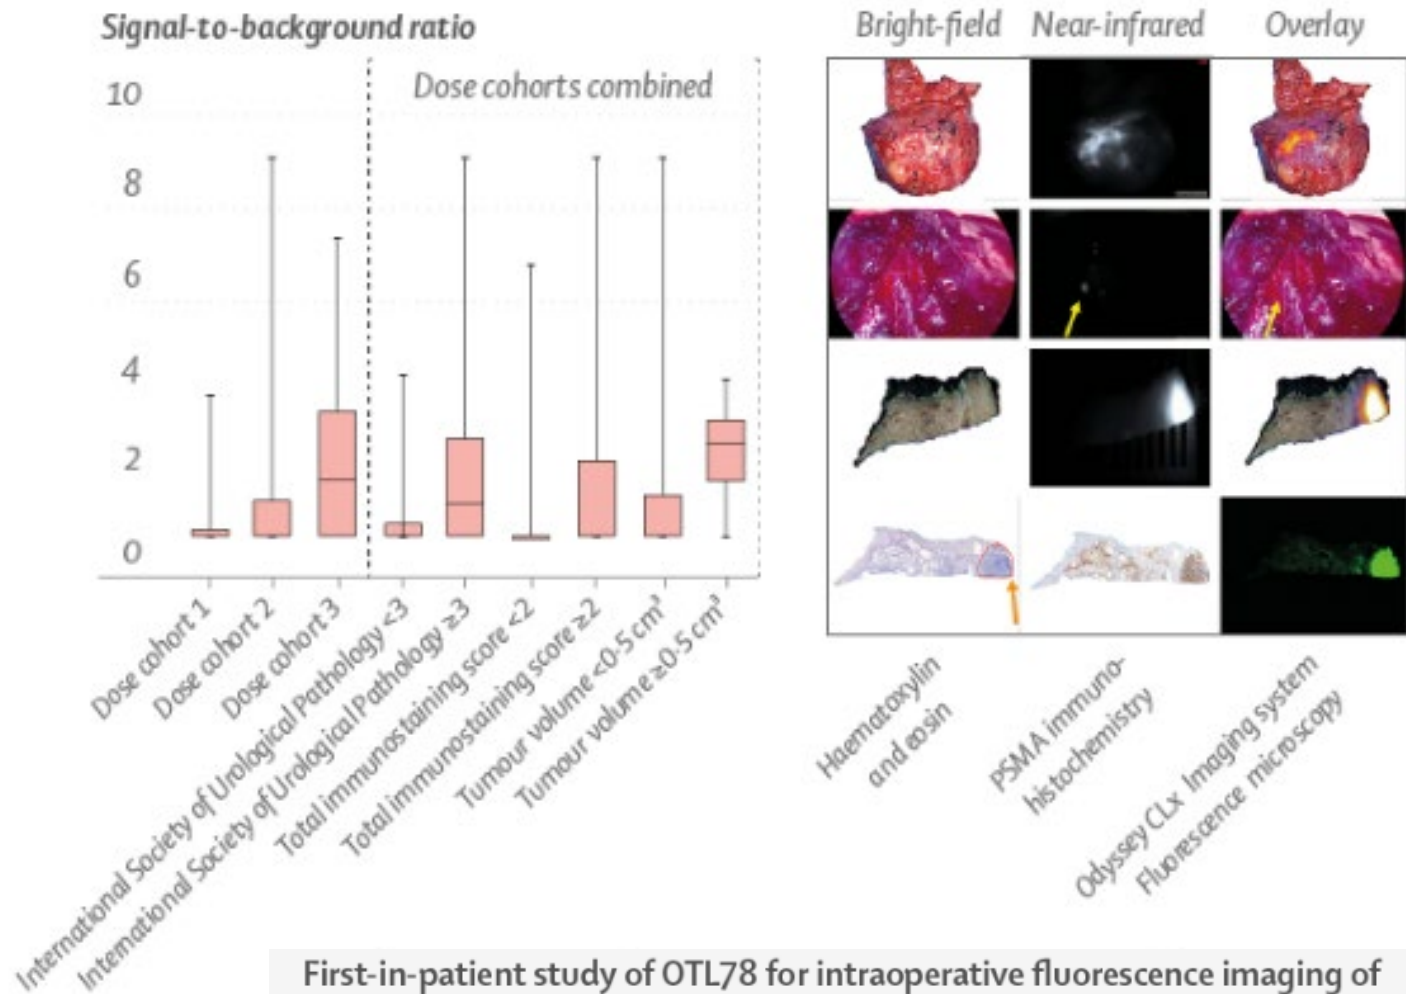 Signal-to-background ratio
Dose cohorts combined
10
8
6
4
2
0
Dose cohort 1
Dose cohort 2
Dose cohort 3
International Society of Urological Pathology <3
International Society of Urological Pathology ≥3
Total immunostaining score <2
Total immunostaining score ≥2
Tumour volume <0·5 cm³
Tumour volume ≥0·5 cm³
Bright-field
Near-infrared
Overlay
Haematoxylin
and eosin
PSMA immuno-
histochemistry
Odyssey CLx Imaging system
Fluorescence microscopy
First-in-patient study of OTL78 for intraoperative fluorescence imaging of